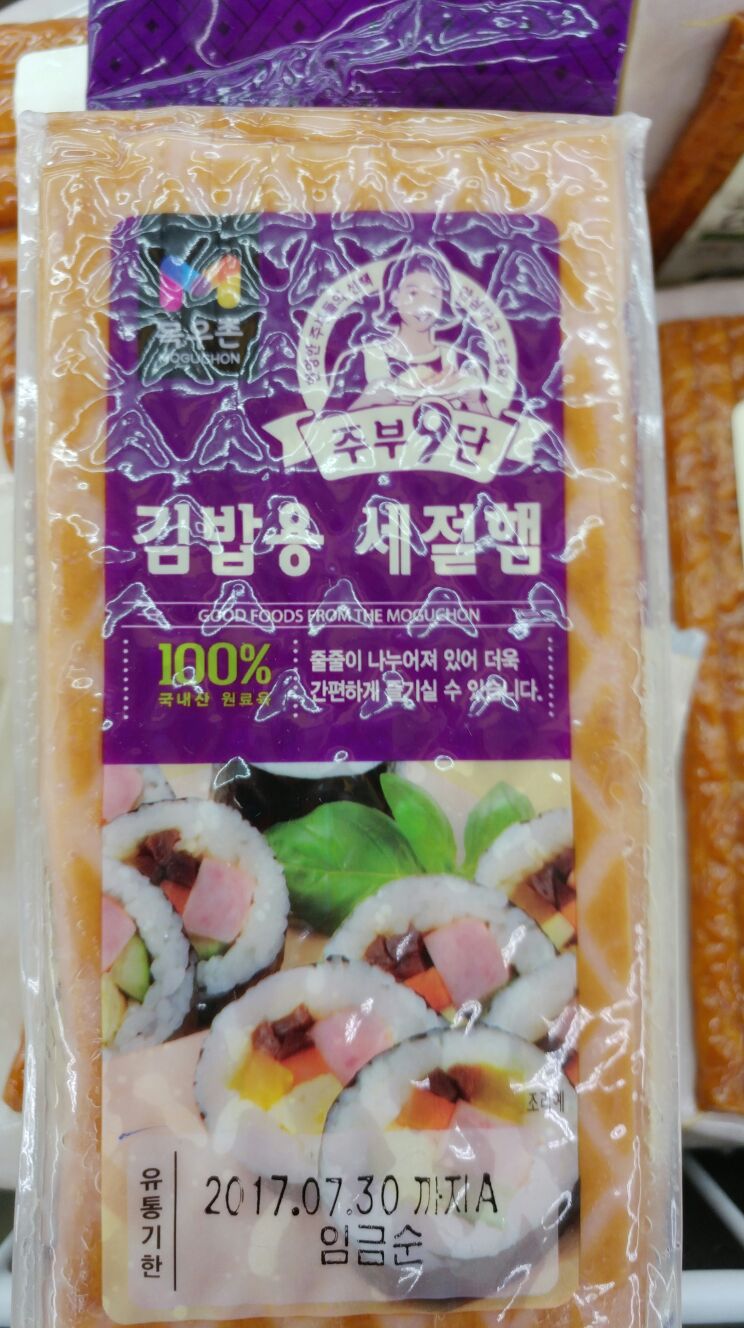 목우촌
MOGUCHON
주부9단
김밥용 세절햄
GOOD FOODS FROM THE MOGUCHON
100%
국내산 원료육
줄줄이 나누어져 있어 더욱
간편하게 즐기실 수 있습니다.
조리예
유통기한
2017.07.30 까지A
임금순